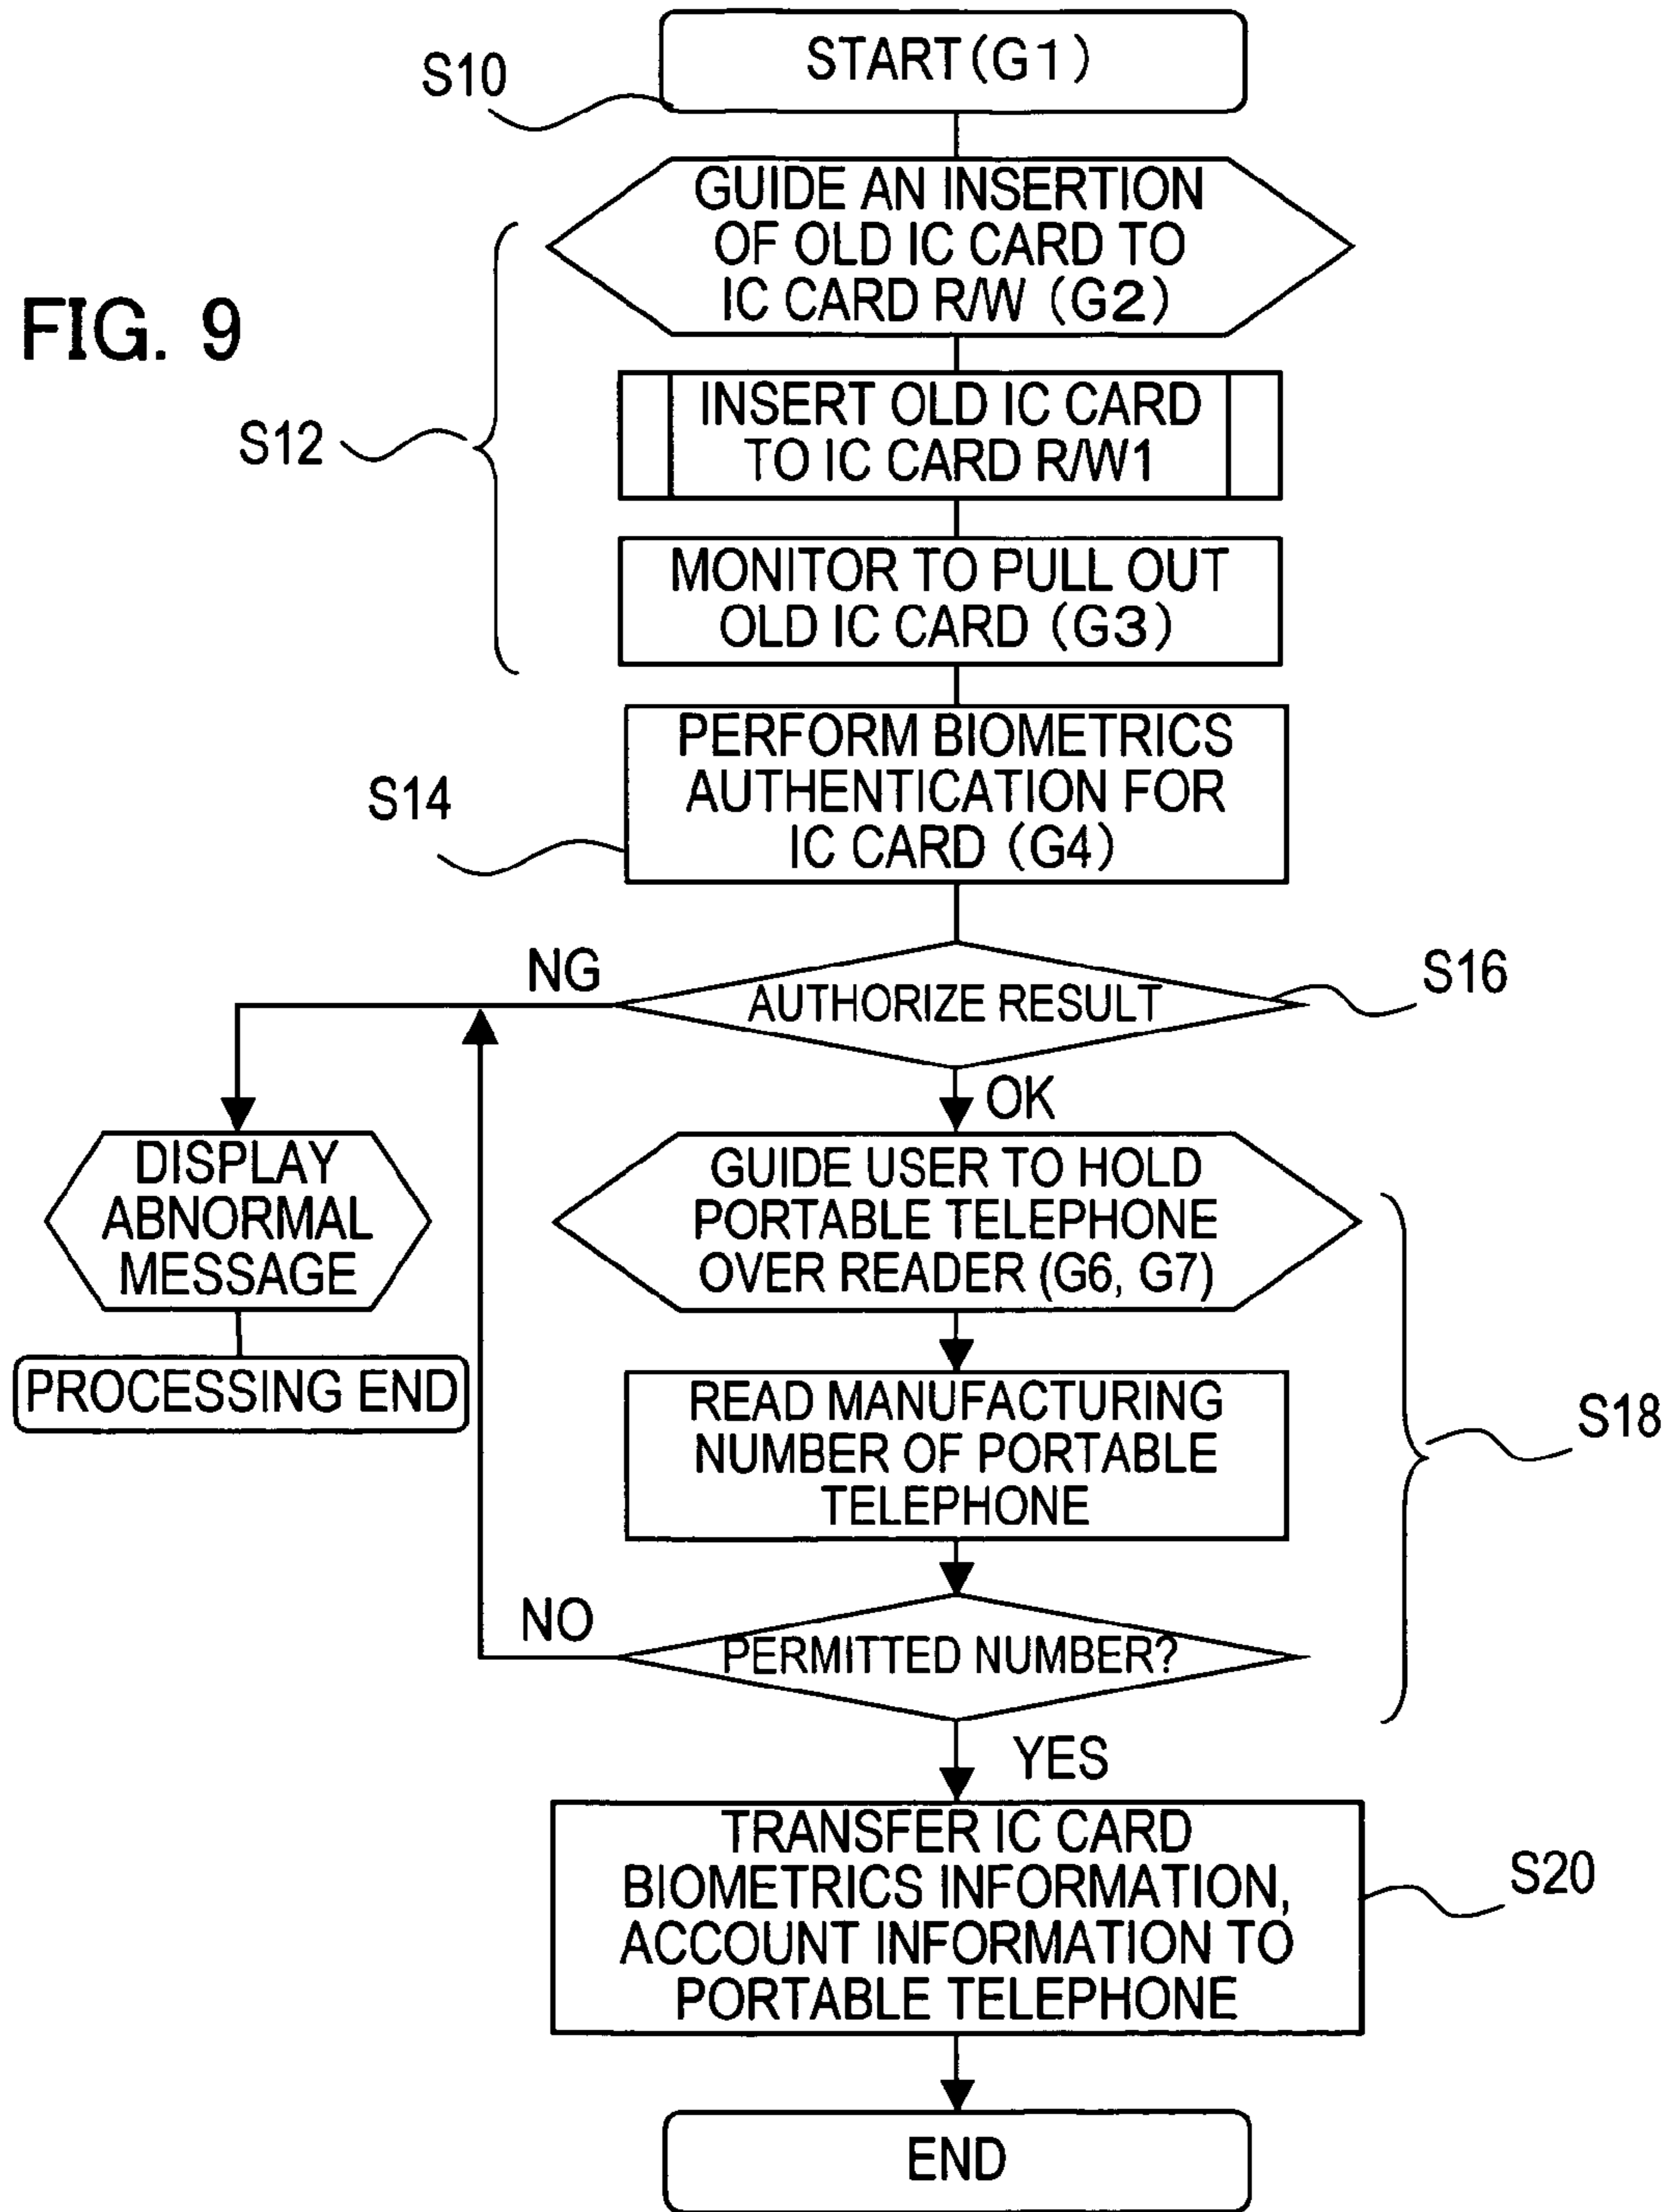 FIG. 9
S10
START(G1)
GUIDE AN INSERTION
OF OLD IC CARD TO
IC CARD R/W (G2)
S12
INSERT OLD IC CARD
TO IC CARD R/W1
MONITOR TO PULL OUT
OLD IC CARD (G3)
S14
PERFORM BIOMETRICS
AUTHENTICATION FOR
IC CARD (G4)
NG
AUTHORIZE RESULT
S16
OK
DISPLAY
ABNORMAL
MESSAGE
PROCESSING END
GUIDE USER TO HOLD
PORTABLE TELEPHONE
OVER READER (G6, G7)
READ MANUFACTURING
NUMBER OF PORTABLE
TELEPHONE
S18
NO
PERMITTED NUMBER?
YES
TRANSFER IC CARD
BIOMETRICS INFORMATION,
ACCOUNT INFORMATION TO
PORTABLE TELEPHONE
S20
END